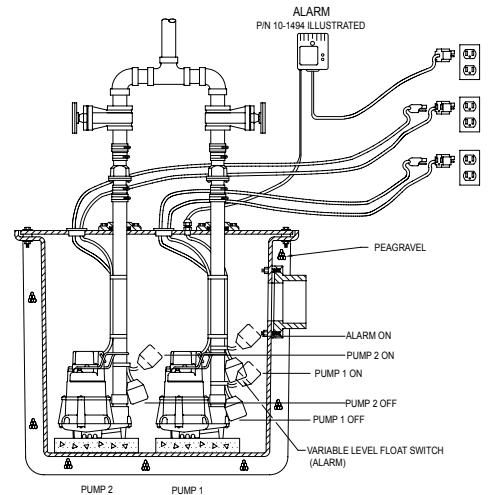 ALARM
P/N 10-1494 ILLUSTRATED
PEAGRAVEL
ALARM ON
PUMP 2 ON
PUMP 1 ON
PUMP 2 OFF
PUMP 1 OFF
VARIABLE LEVEL FLOAT SWITCH
(ALARM)
PUMP 2
PUMP 1